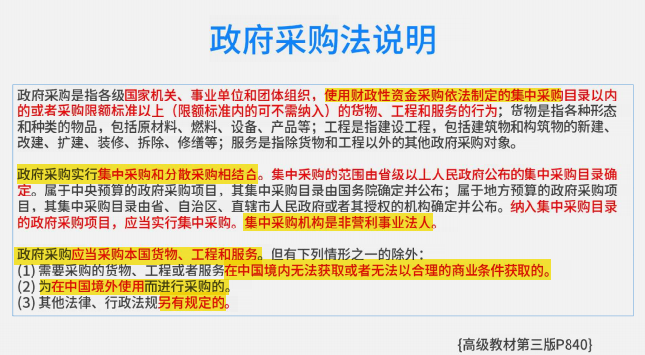 政府采购法说明
政府采购是指各级国家机关、事业单位和团体组织，使用财政性资金采购依法制定的集中采购目录以内
的或者采购限额标准以上（限额标准内的可不需纳入）的货物、工程和服务的行为；货物是指各种形态
和种类的物品，包括原材料、燃料、设备、产品等；工程是指建设工程，包括建筑物和构筑物的新建、
改建、扩建、装修、拆除、修缮等；服务是指除货物和工程以外的其他政府采购对象。
政府采购实行集中采购和分散采购相结合。集中采购的范围由省级以上人民政府公布的集中采购目录确
定。属于中央预算的政府采购项目，其集中采购目录由国务院确定并公布；属于地方预算的政府采购项
目，其集中采购目录由省、自治区、直辖市人民政府或者其授权的机构确定并公布。纳入集中采购目录
的政府采购项目，应当实行集中采购。集中采购机构是非营利事业法人。
政府采购应当采购本国货物、工程和服务。但有下列情形之一的除外：
(1) 需要采购的货物、工程或者服务在中国境内无法获取或者无法以合理的商业条件获取的。
(2) 为在中国境外使用而进行采购的。
(3) 其他法律、行政法规另有规定的。
{高级教材第三版P840}